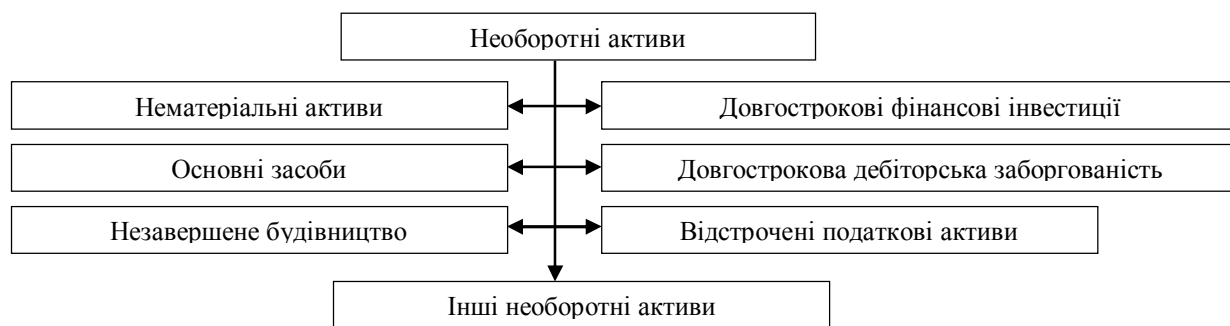 Необоротні активи
Нематеріальні активи
Довгострокові фінансові інвестиції
Основні засоби
Довгострокова дебіторська заборгованість
Незавершене будівництво
Відстрочені податкові активи
Інші необоротні активи